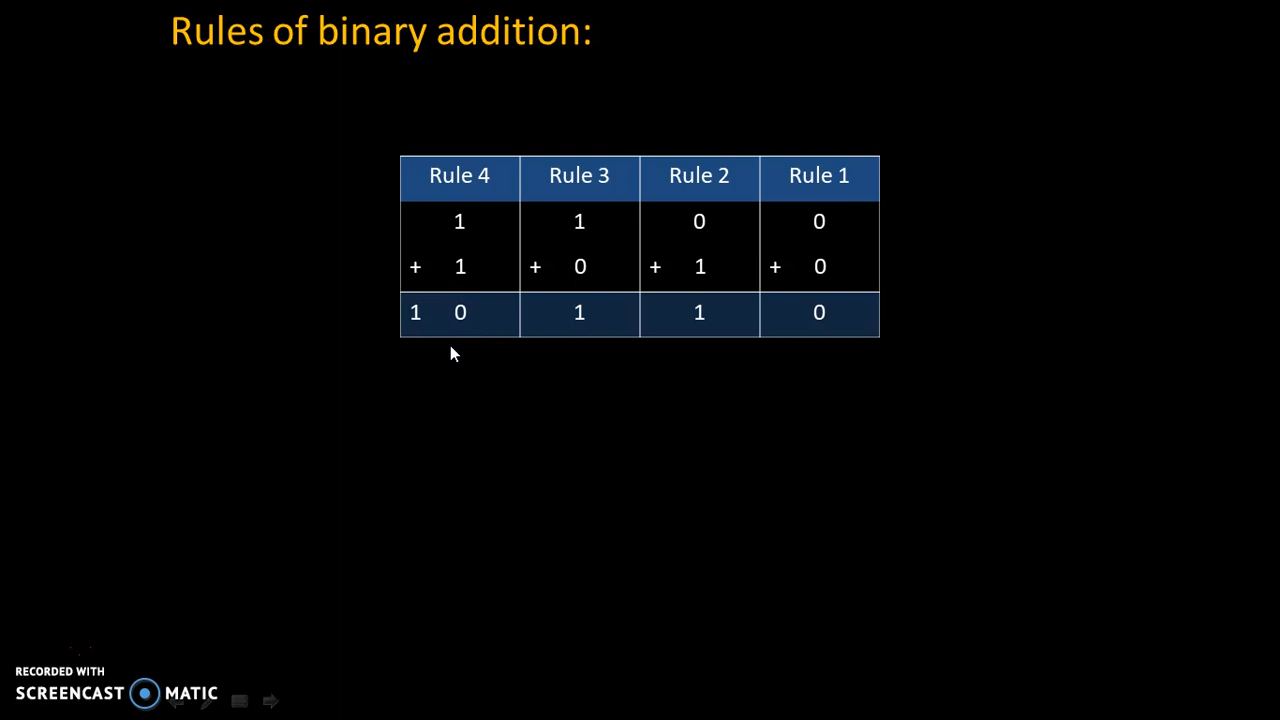 Rules of binary addition:
Rule 4 Rule 3 Rule 2 Rule 1
1 1 0 0
+ 1 + 0 + 1 + 0
1 0 1 1 0
RECORDED WITH
SCREENCAST MATIC